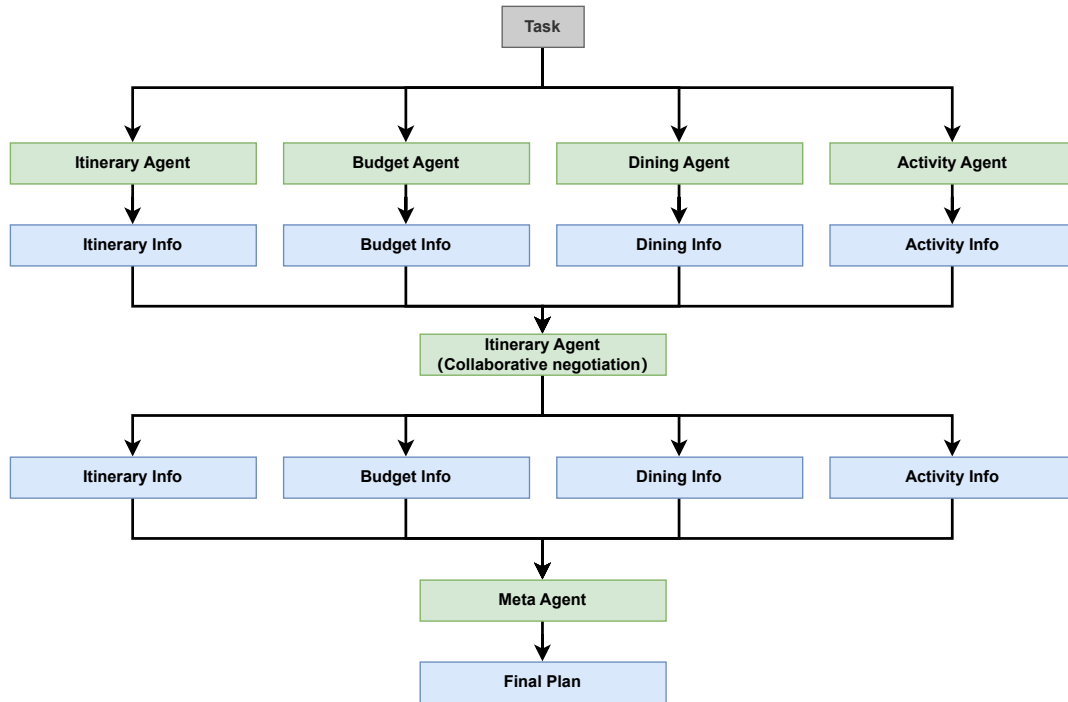 Task
Itinerary Agent
Budget Agent
Dining Agent
Activity Agent
Itinerary Info
Budget Info
Dining Info
Activity Info
Itinerary Agent
（Collaborative negotiation）
Itinerary Info
Budget Info
Dining Info
Activity Info
Meta Agent
Final Plan